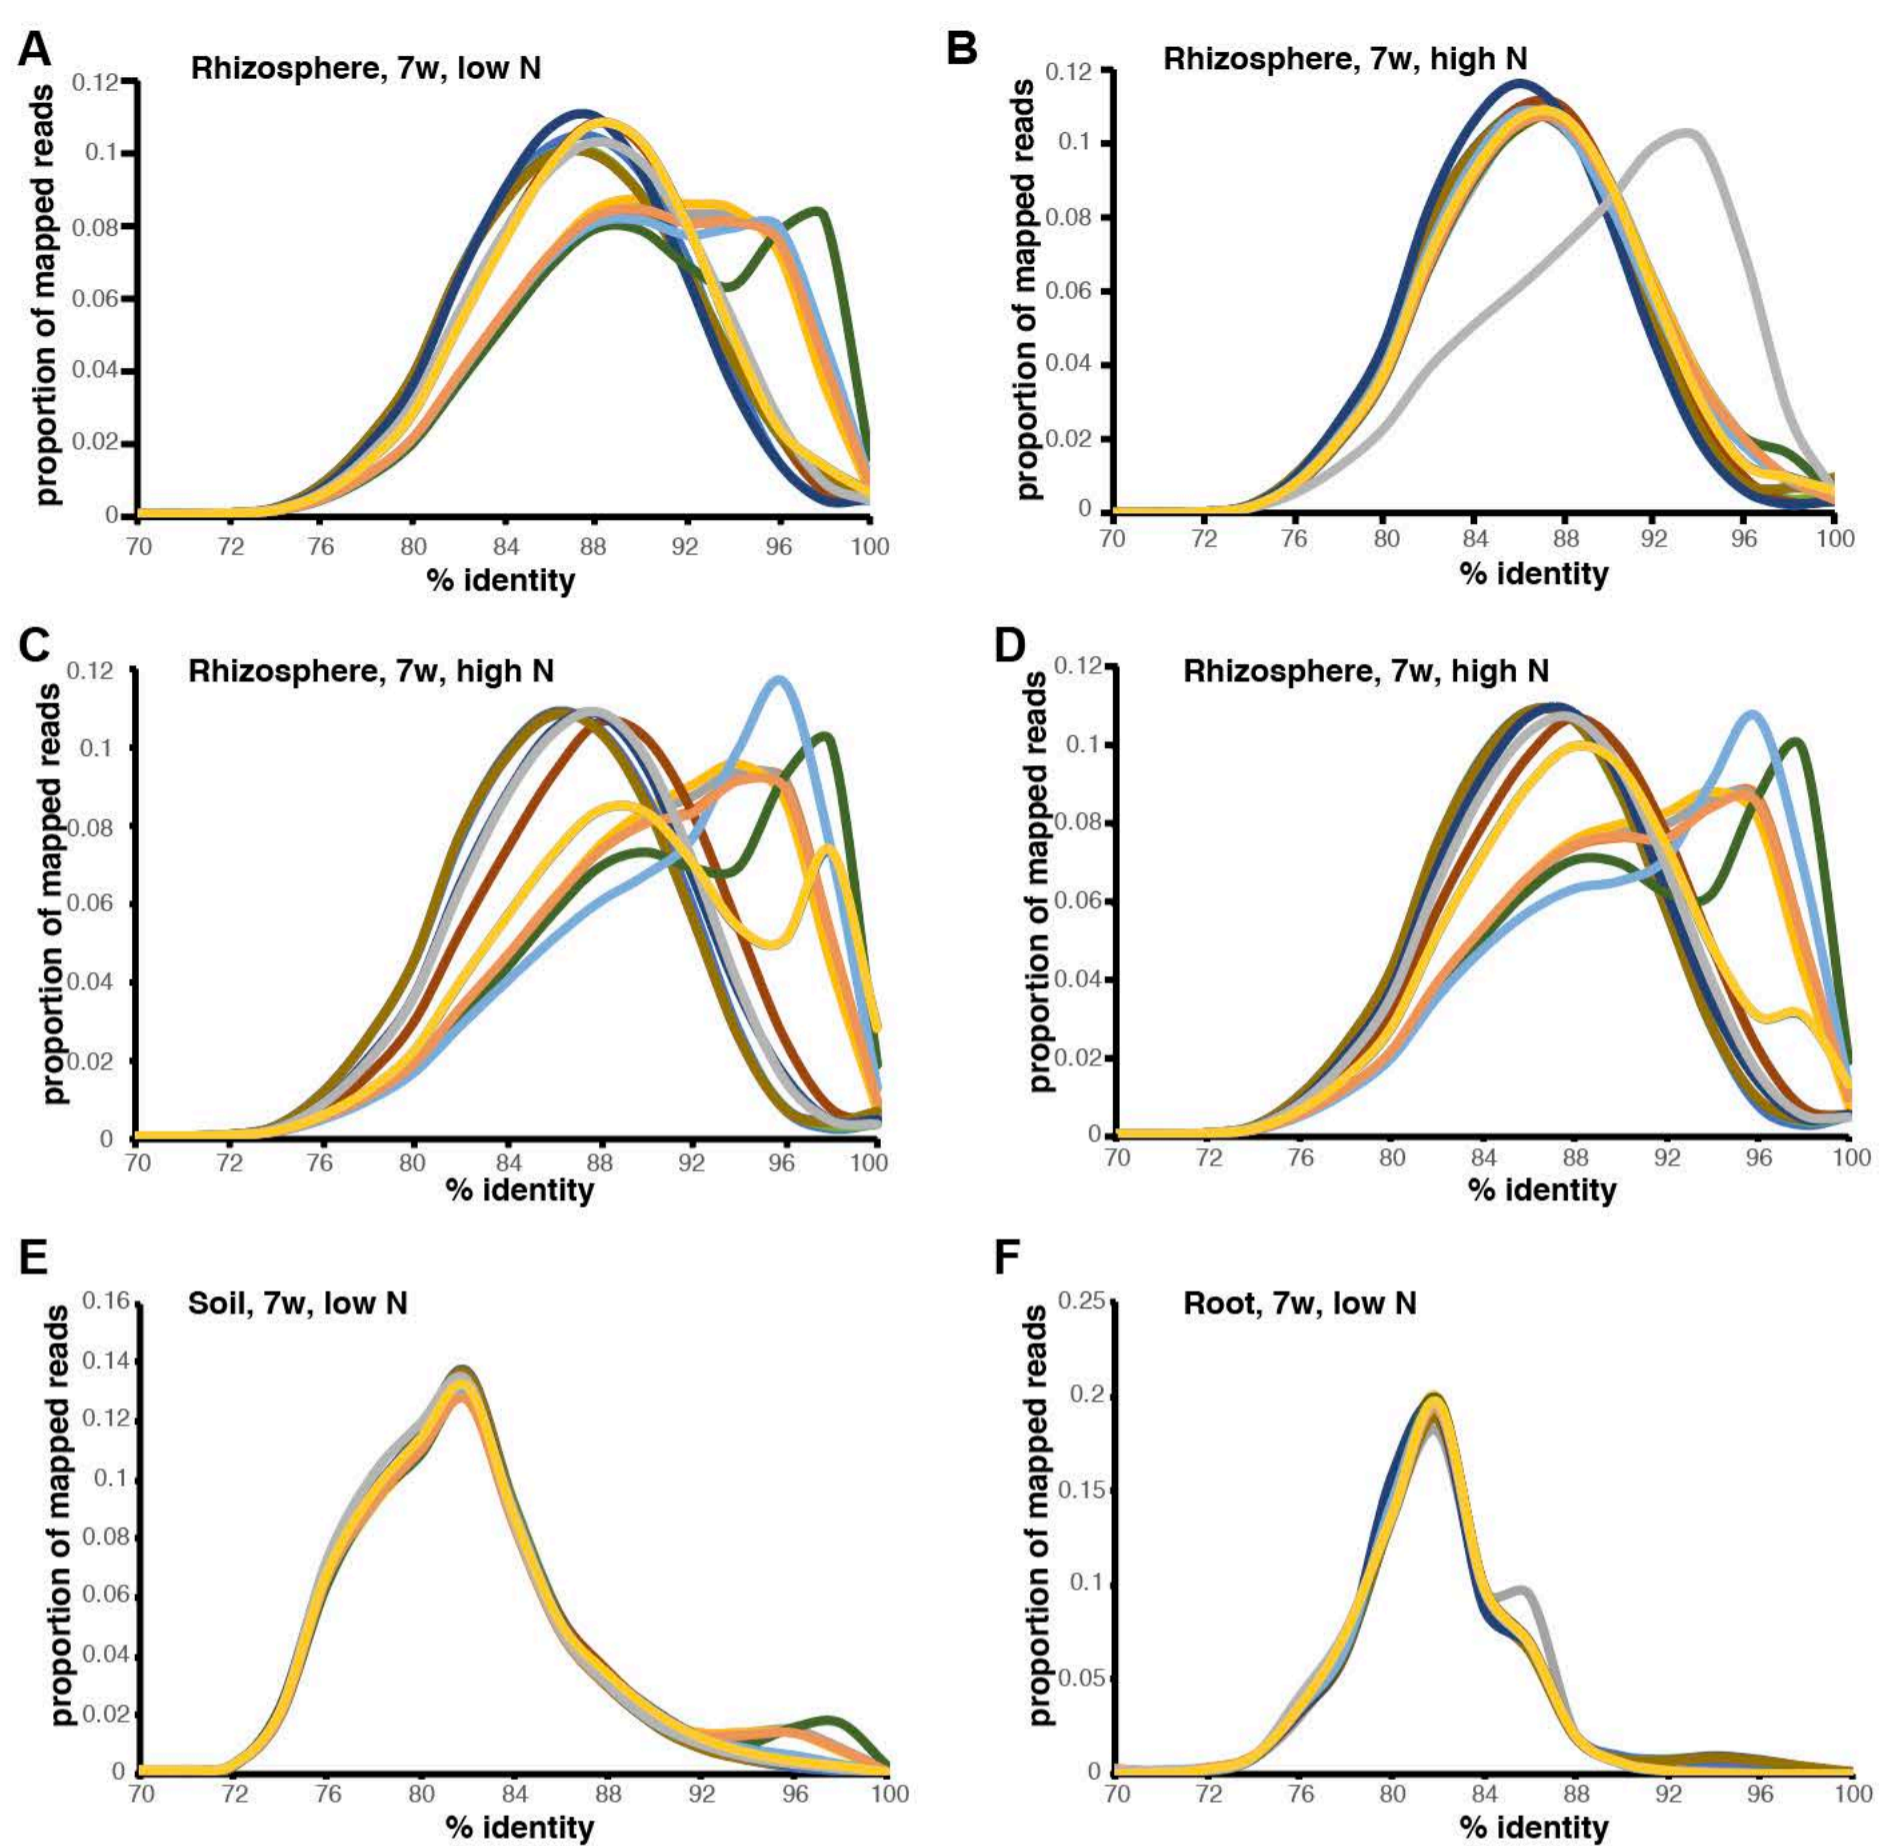 A
Rhizosphere, 7w, low N
proportion of mapped reads
0.12
0.1
0.08
0.06
0.04
0.02
0
70 72 76 80 84 88 92 96 100
% identity
B
Rhizosphere, 7w, high N
proportion of mapped reads
0.12
0.1
0.08
0.06
0.04
0.02
0
70 72 76 80 84 88 92 96 100
% identity
C
Rhizosphere, 7w, high N
proportion of mapped reads
0.12
0.1
0.08
0.06
0.04
0.02
0
70 72 76 80 84 88 92 96 100
% identity
D
Rhizosphere, 7w, high N
proportion of mapped reads
0.12
0.1
0.08
0.06
0.04
0.02
0
70 72 76 80 84 88 92 96 100
% identity
E
Soil, 7w, low N
proportion of mapped reads
0.16
0.14
0.12
0.1
0.08
0.06
0.04
0.02
0
70 72 76 80 84 88 92 96 100
% identity
F
Root, 7w, low N
proportion of mapped reads
0.25
0.2
0.15
0.1
0.05
0
70 72 76 80 84 88 92 96 100
% identity